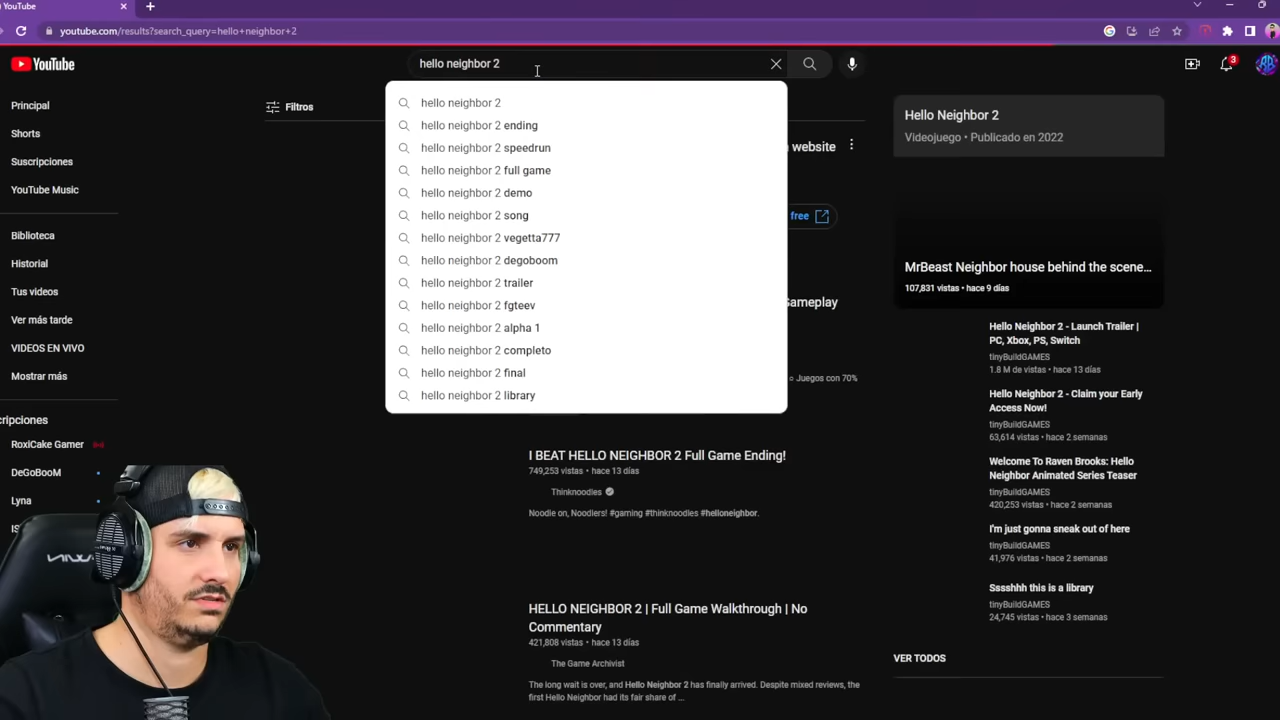 YouTube
youtube.com/results?search_query=hello+neighbor+2
YouTube
hello neighbor 2
3
Principal
Shorts
Suscripciones
YouTube Music
Biblioteca
Historial
Tus videos
Ver más tarde
VIDEOS EN VIVO
Mostrar más
cripciones
RoxiCake Gamer
DeGoBooM
Lyna
Filtros
hello neighbor 2
hello neighbor 2 ending
hello neighbor 2 speedrun
hello neighbor 2 full game
hello neighbor 2 demo
hello neighbor 2 song
hello neighbor 2 vegetta777
hello neighbor 2 degoboom
hello neighbor 2 trailer
hello neighbor 2 fgteev
hello neighbor 2 alpha 1
hello neighbor 2 completo
hello neighbor 2 final
hello neighbor 2 library
website
free
Gameplay
Juegos con 70%
I BEAT HELLO NEIGHBOR 2 Full Game Ending!
749,253 vistas • hace 13 días
Thinknoodles
Noodle on, Noodlers! #gaming #thinknoodles #helloneighbor.
HELLO NEIGHBOR 2 | Full Game Walkthrough | No
Commentary
421,808 vistas • hace 13 días
The Game Archivist
The long wait is over, and Hello Neighbor 2 has finally arrived. Despite mixed reviews, the
first Hello Neighbor had its fair share of ...
Hello Neighbor 2
Videojuego • Publicado en 2022
MrBeast Neighbor house behind the scene...
107,831 vistas • hace 9 días
Hello Neighbor 2 - Launch Trailer |
PC, Xbox, PS, Switch
tinyBuildGAMES
1.8 M de vistas • hace 13 días
Hello Neighbor 2 - Claim your Early
Access Now!
tinyBuildGAMES
63,614 vistas • hace 2 semanas
Welcome To Raven Brooks: Hello
Neighbor Animated Series Teaser
tinyBuildGAMES
420,253 vistas • hace 2 semanas
I'm just gonna sneak out of here
tinyBuildGAMES
41,976 vistas • hace 2 semanas
Sssshhh this is a library
tinyBuildGAMES
24,745 vistas • hace 3 semanas
VER TODOS